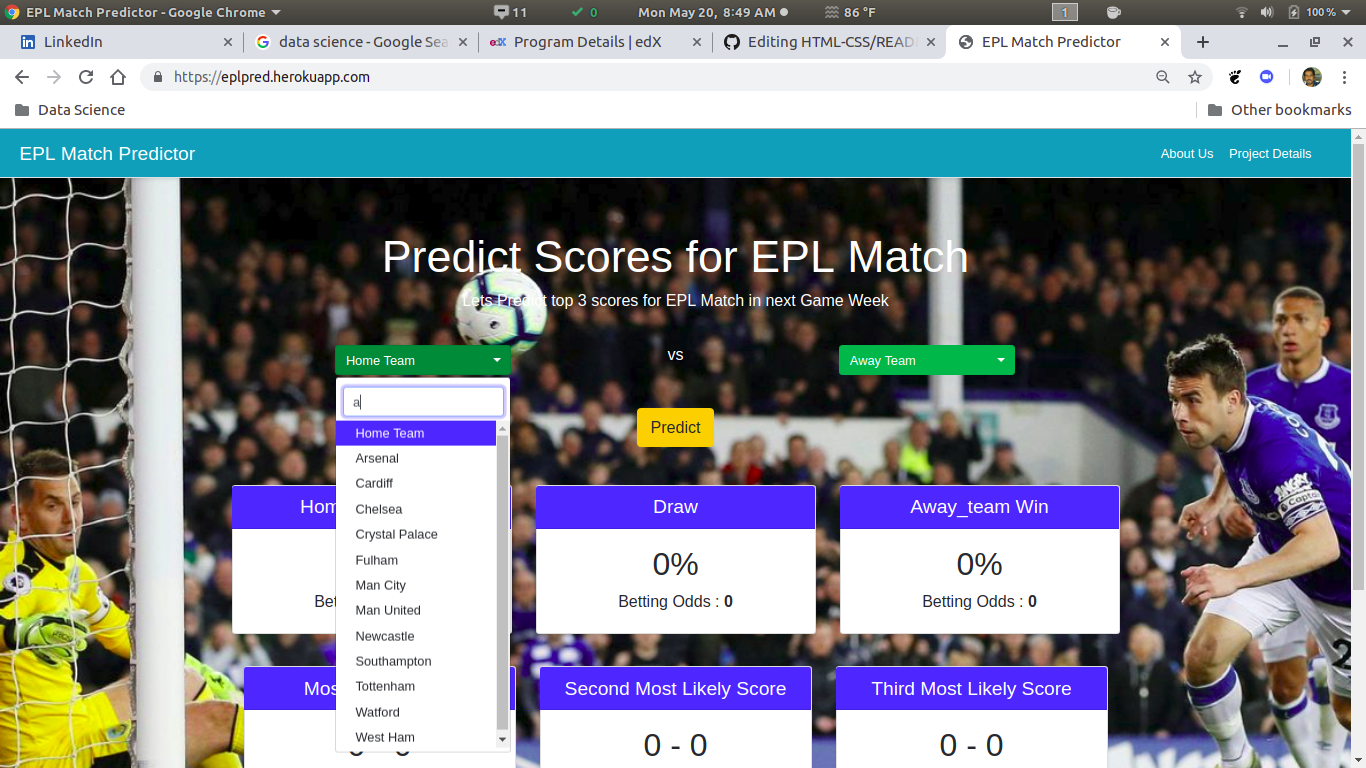 EPL Match Predictor - Google Chrome
11
0
Mon May 20, 8:49 AM
86 °F
1
100 %
LinkedIn
data science - Google Sea
edX
Program Details | edX
Editing HTML-CSS/READ
EPL Match Predictor
https://eplpred.herokuapp.com
Data Science
Other bookmarks
EPL Match Predictor
About Us
Project Details
Predict Scores for EPL Match
Lets Predict top 3 scores for EPL Match in next Game Week
Home Team
vs
Away Team
a
Predict
Home Team
Arsenal
Cardiff
Chelsea
Crystal Palace
Fulham
Man City
Man United
Newcastle
Southampton
Tottenham
Watford
West Ham
Hom
Bet
Draw
0%
Betting Odds : 0
Away_team Win
0%
Betting Odds : 0
Mos
Second Most Likely Score
0 - 0
Third Most Likely Score
0 - 0
Captain
2